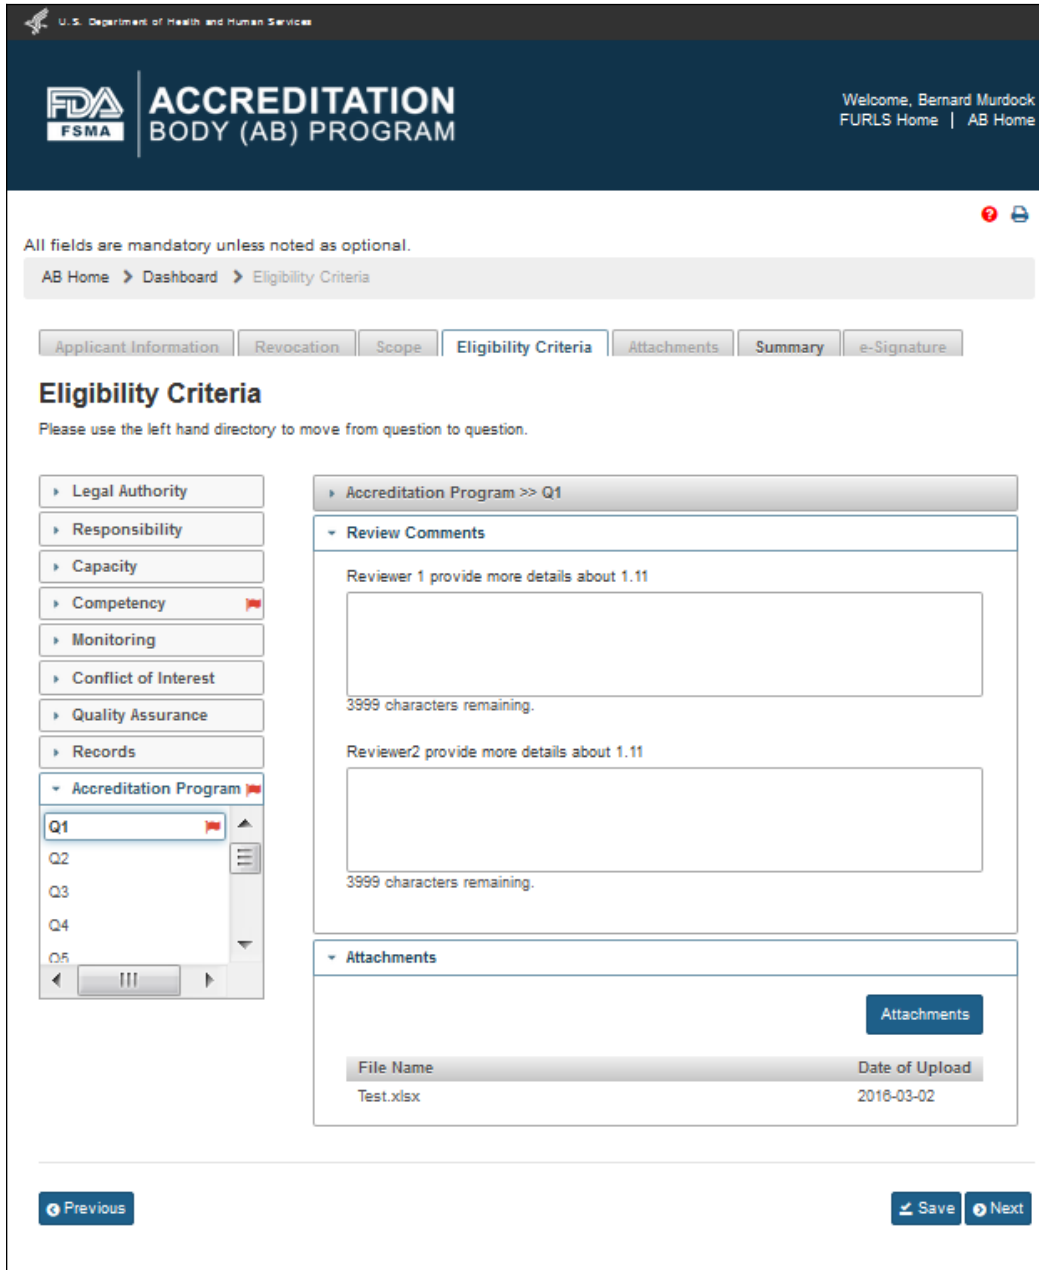 U.S. Department of Health and Human Services
FDA
FSMA
ACCREDITATION
BODY (AB) PROGRAM
Welcome, Bernard Murdock
FURLS Home | AB Home
All fields are mandatory unless noted as optional.
AB Home > Dashboard > Eligibility Criteria
Applicant Information Revocation Scope Eligibility Criteria Attachments Summary e-Signature
Eligibility Criteria
Please use the left hand directory to move from question to question.
Legal Authority
Responsibility
Capacity
Competency
Monitoring
Conflict of Interest
Quality Assurance
Records
Accreditation Program
Q1
Q2
Q3
Q4
Q5
Accreditation Program >> Q1
Review Comments
Reviewer 1 provide more details about 1.11
3999 characters remaining.
Reviewer2 provide more details about 1.11
3999 characters remaining.
Attachments
Attachments
File Name Date of Upload
Test.xlsx 2016-03-02
Previous
Save Next